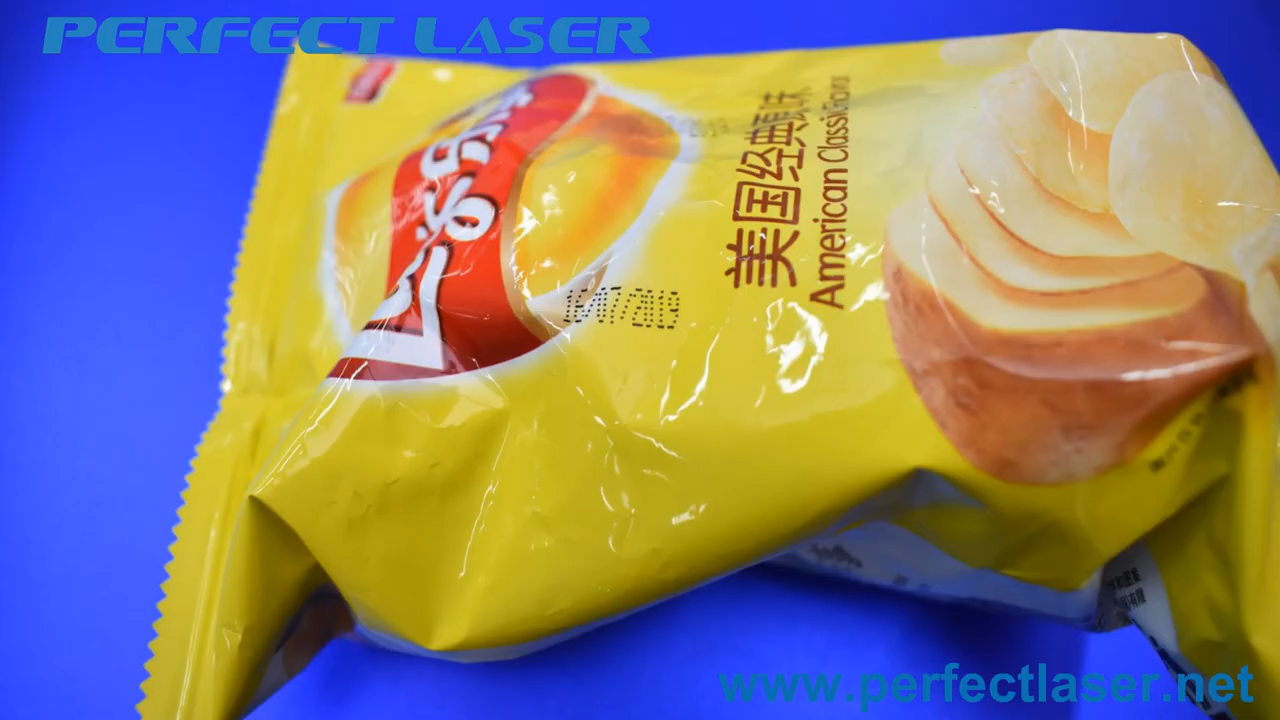 PERFECT LASER
乐事
美国经典原味
American Classic Flavor
16/07/2019
www.perfectlaser.net